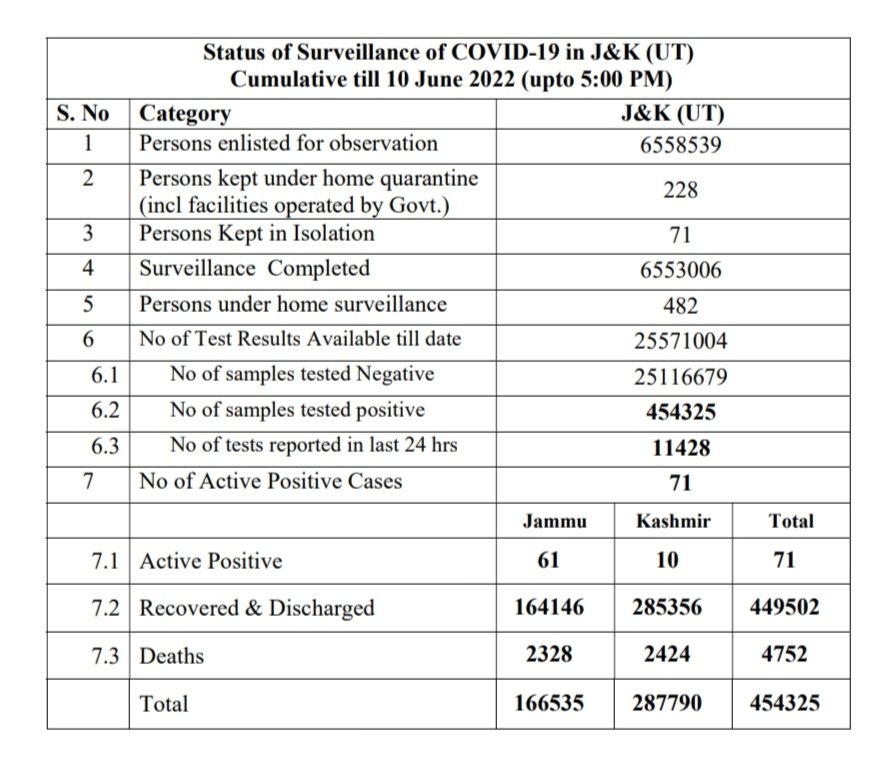 Status of Surveillance of COVID-19 in J&K (UT)
Cumulative till 10 June 2022 (upto 5:00 PM)
S. No Category J&K (UT)
1 Persons enlisted for observation 6558539
2 Persons kept under home quarantine
(incl facilities operated by Govt.) 228
3 Persons Kept in Isolation 71
4 Surveillance Completed 6553006
5 Persons under home surveillance 482
6 No of Test Results Available till date 25571004
6.1 No of samples tested Negative 25116679
6.2 No of samples tested positive 454325
6.3 No of tests reported in last 24 hrs 11428
7 No of Active Positive Cases 71
Jammu Kashmir Total
7.1 Active Positive 61 10 71
7.2 Recovered & Discharged 164146 285356 449502
7.3 Deaths 2328 2424 4752
Total 166535 287790 454325